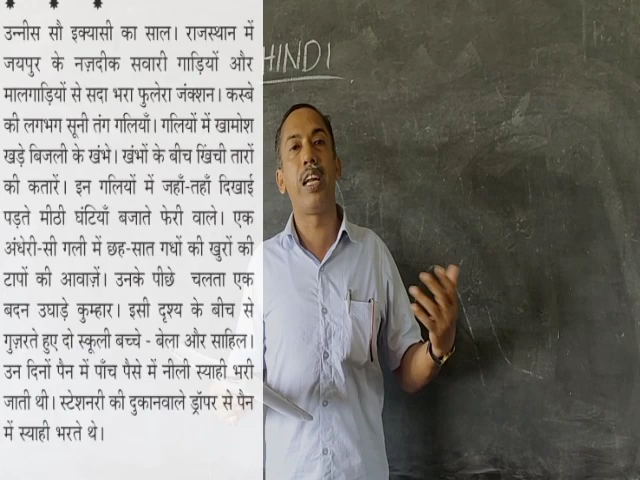 उन्नीस सौ इक्यासी का साल। राजस्थान में
जयपुर के नज़दीक सवारी गाड़ियों और
मालगाड़ियों से सदा भरा फुलेरा जंक्शन। कस्बे
की लगभग सूनी तंग गलियाँ। गलियों में खामोश
खड़े बिजली के खंभे। खंभों के बीच खिंची तारों
की कतारें। इन गलियों में जहाँ-तहाँ दिखाई
पड़ते मीठी घंटियाँ बजाते फेरी वाले। एक
अंधेरी-सी गली में छह-सात गधों की खुरों की
टापों की आवाज़ें। उनके पीछे चलता एक
बदन उघाड़े कुम्हार। इसी दृश्य के बीच से
गुज़रते हुए दो स्कूली बच्चे - बेला और साहिल।
उन दिनों पैन में पाँच पैसे में नीली स्याही भरी
जाती थी। स्टेशनरी की दुकानवाले ड्रॉपर से पैन
में स्याही भरते थे।
HINDI